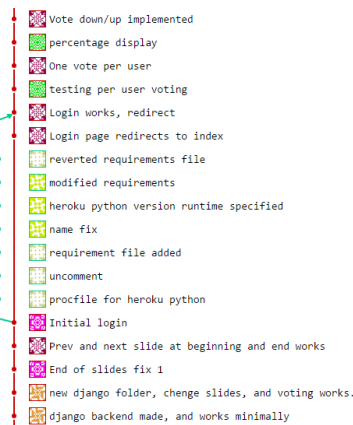 Vote down/up implemented
percentage display
One vote per user
testing per user voting
Login works, redirect
Login page redirects to index
reverted requirements file
modified requirements
heroku python version runtime specified
name fix
requirement file added
uncomment
procfile for heroku python
Initial login
Prev and next slide at beginning and end works
End of slides fix 1
new django folder, chenge slides, and voting works.
django backend made, and works minimally